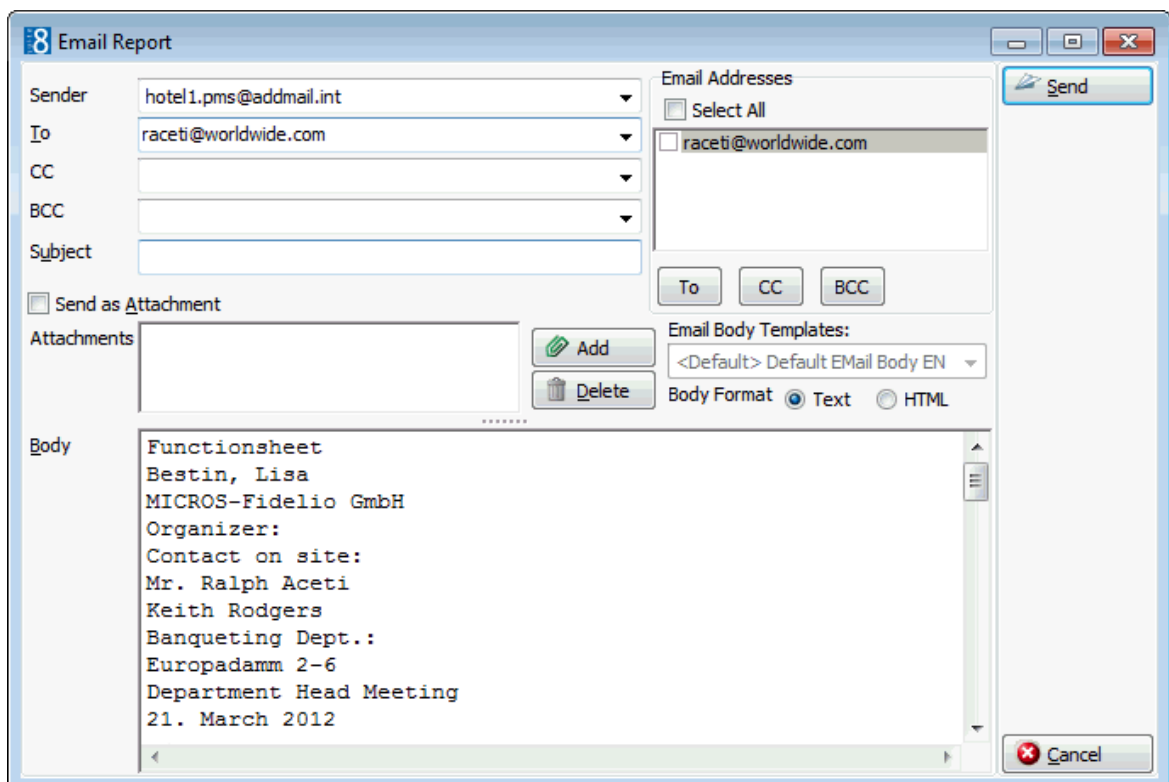 8 Email Report
Sender hotel1.pms@addmail.int
To raceti@worldwide.com
CC
BCC
Subject
Email Addresses
Select All
raceti@worldwide.com
To CC BCC
Send
Send as Attachment
Attachments
Add
Delete
Email Body Templates:
<Default> Default EMail Body EN
Body Format Text HTML
Body
Functionsheet
Bestin, Lisa
MICROS-Fidelio GmbH
Organizer:
Contact on site:
Mr. Ralph Aceti
Keith Rodgers
Banqueting Dept.:
Europadamm 2-6
Department Head Meeting
21. March 2012
Cancel